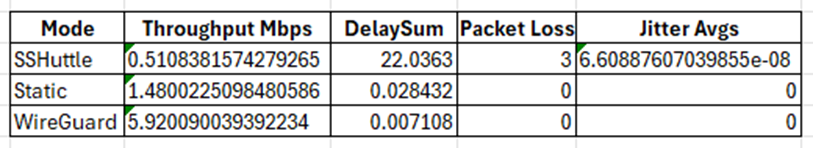 Mode Throughput Mbps DelaySum Packet Loss Jitter Avgs
SSHuttle 0.5108381574279265 22.0363 3 6.60887607039855e-08
Static 1.4800225098480586 0.028432 0 0
WireGuard 5.920090039392234 0.007108 0 0